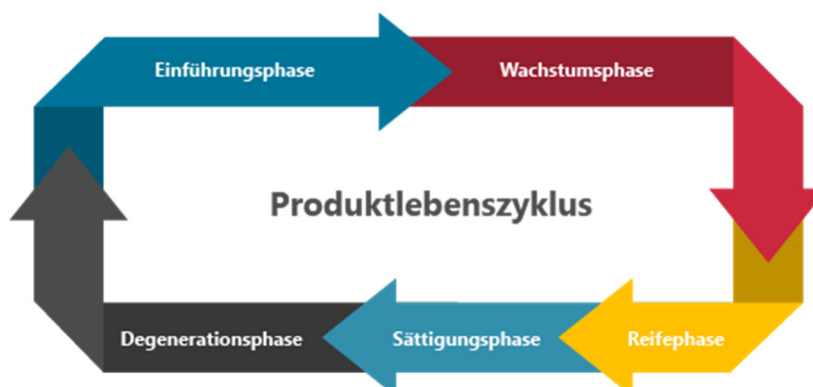 Einführungsphase
Wachstumsphase
Produktlebenszyklus
Degenerationsphase
Sättigungsphase
Reifephase